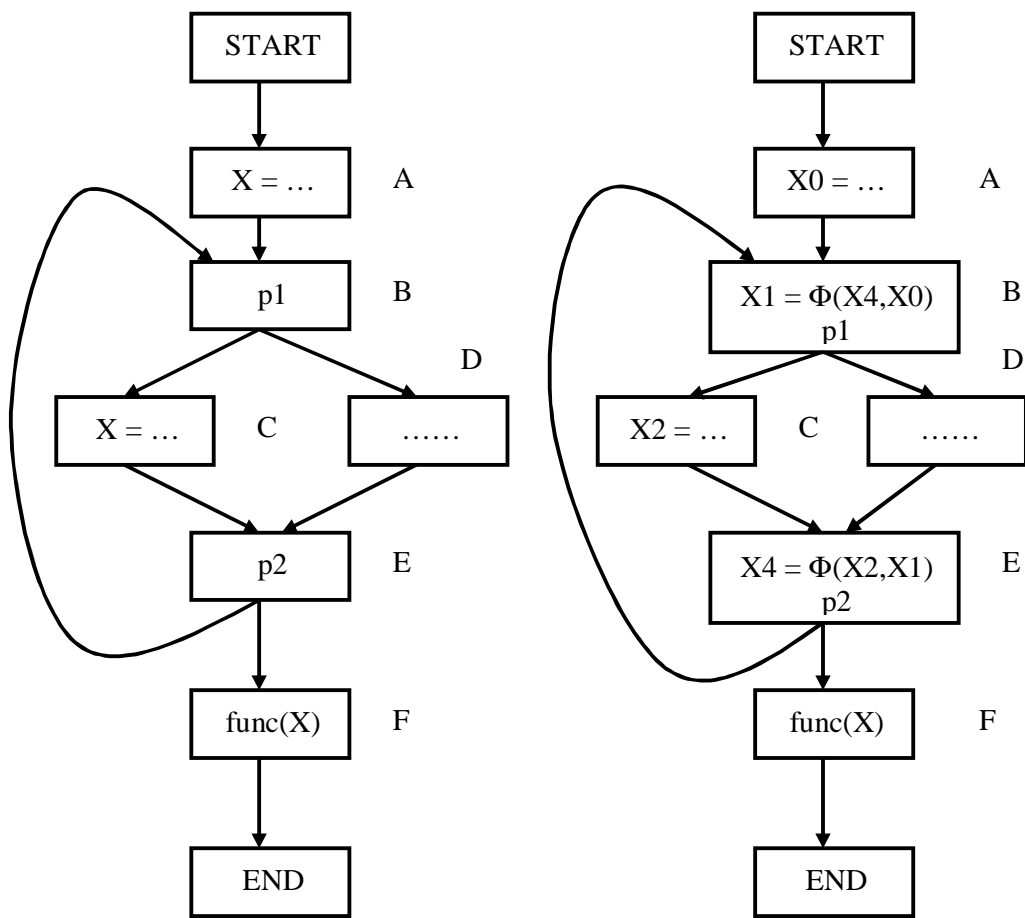 START
X = …
A
p1
B
D
X = …
C
……
p2
E
func(X)
F
END
START
X0 = …
A
X1 = Φ(X4,X0)
p1
B
D
X2 = …
C
……
X4 = Φ(X2,X1)
p2
E
func(X)
F
END